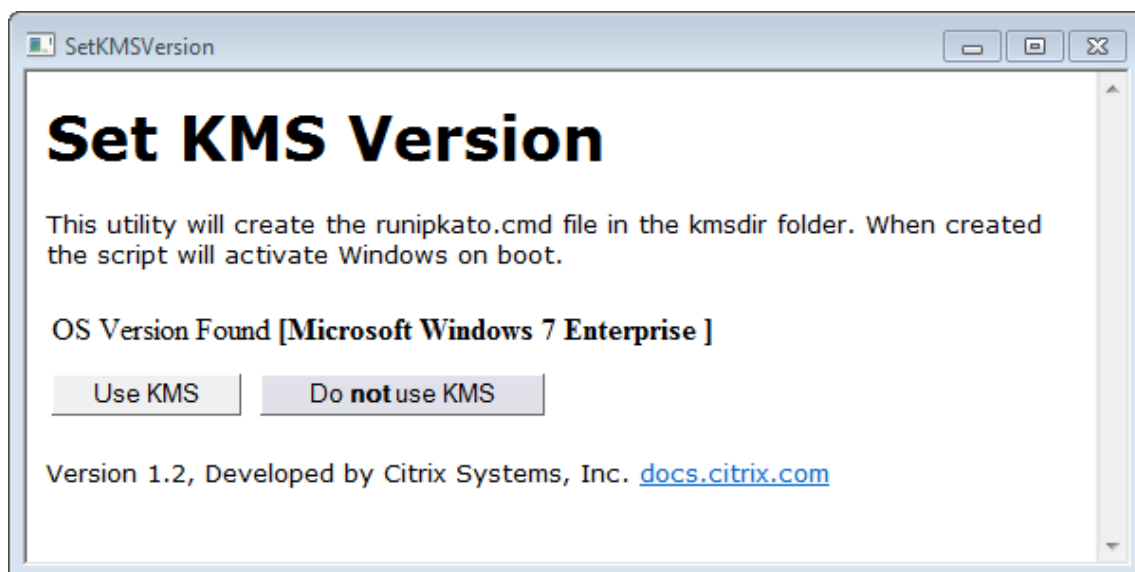 SetKMSVersion
Set KMS Version
This utility will create the runipkato.cmd file in the kmsdir folder. When created
the script will activate Windows on boot.
OS Version Found [Microsoft Windows 7 Enterprise ]
Use KMS Do not use KMS
Version 1.2, Developed by Citrix Systems, Inc. docs.citrix.com